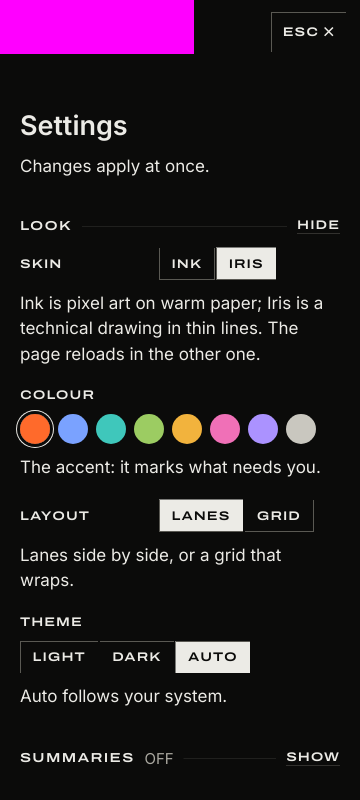 ESC ✕
Settings
Changes apply at once.
LOOK HIDE
SKIN INK IRIS
Ink is pixel art on warm paper; Iris is a
technical drawing in thin lines. The
page reloads in the other one.
COLOUR
The accent: it marks what needs you.
LAYOUT LANES GRID
Lanes side by side, or a grid that
wraps.
THEME
LIGHT DARK AUTO
Auto follows your system.
SUMMARIES OFF SHOW